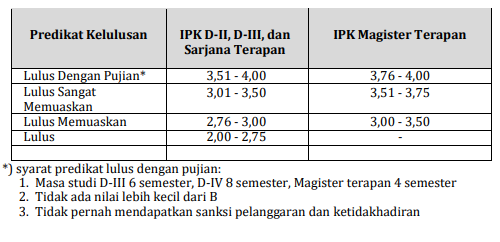 Predikat Kelulusan IPK D-II, D-III, dan Sarjana Terapan IPK Magister Terapan
Lulus Dengan Pujian* 3,51 - 4,00 3,76 - 4,00
Lulus Sangat Memuaskan 3,01 - 3,50 3,51 - 3,75
Lulus Memuaskan 2,76 - 3,00 3,00 - 3,50
Lulus 2,00 - 2,75 -
*) syarat predikat lulus dengan pujian:
1. Masa studi D-III 6 semester, D-IV 8 semester, Magister terapan 4 semester
2. Tidak ada nilai lebih kecil dari B
3. Tidak pernah mendapatkan sanksi pelanggaran dan ketidakhadiran